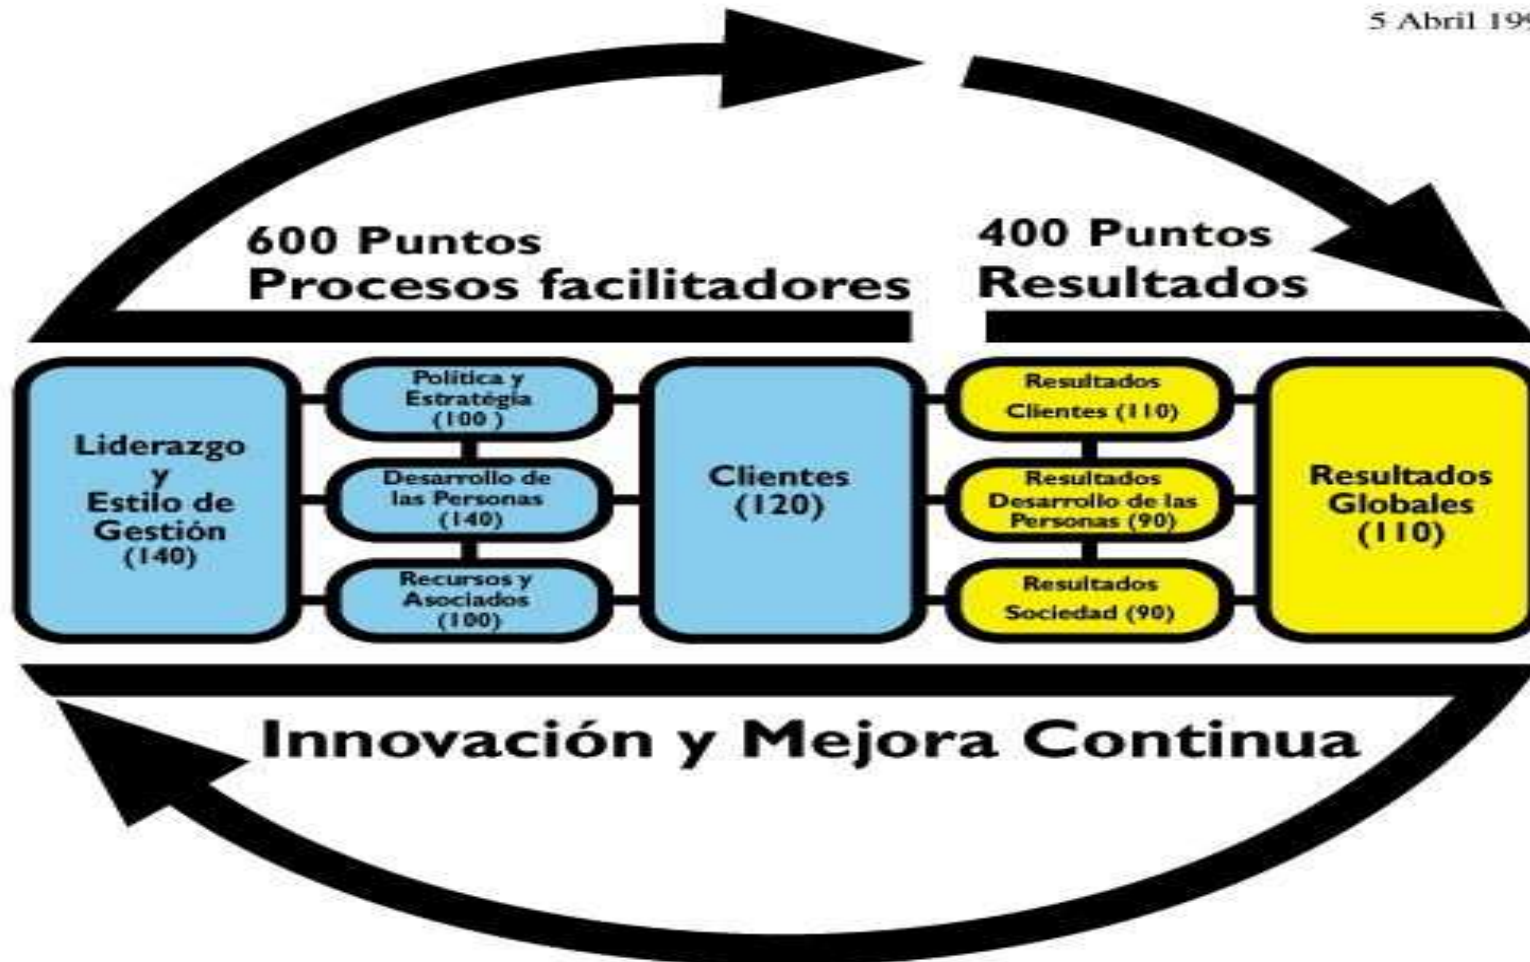 5 Abril 199
600 Puntos
Procesos facilitadores
400 Puntos
Resultados
Liderazgo
y
Estilo de
Gestión
(140)
Política y
Estratégia
(100 )
Desarrollo de
las Personas
(140)
Recursos y
Asociados
(100)
Clientes
(120)
Resultados
Clientes (110)
Resultados
Desarrollo de las
Personas (90)
Resultados
Sociedad (90)
Resultados
Globales
(110)
Innovación y Mejora Continua